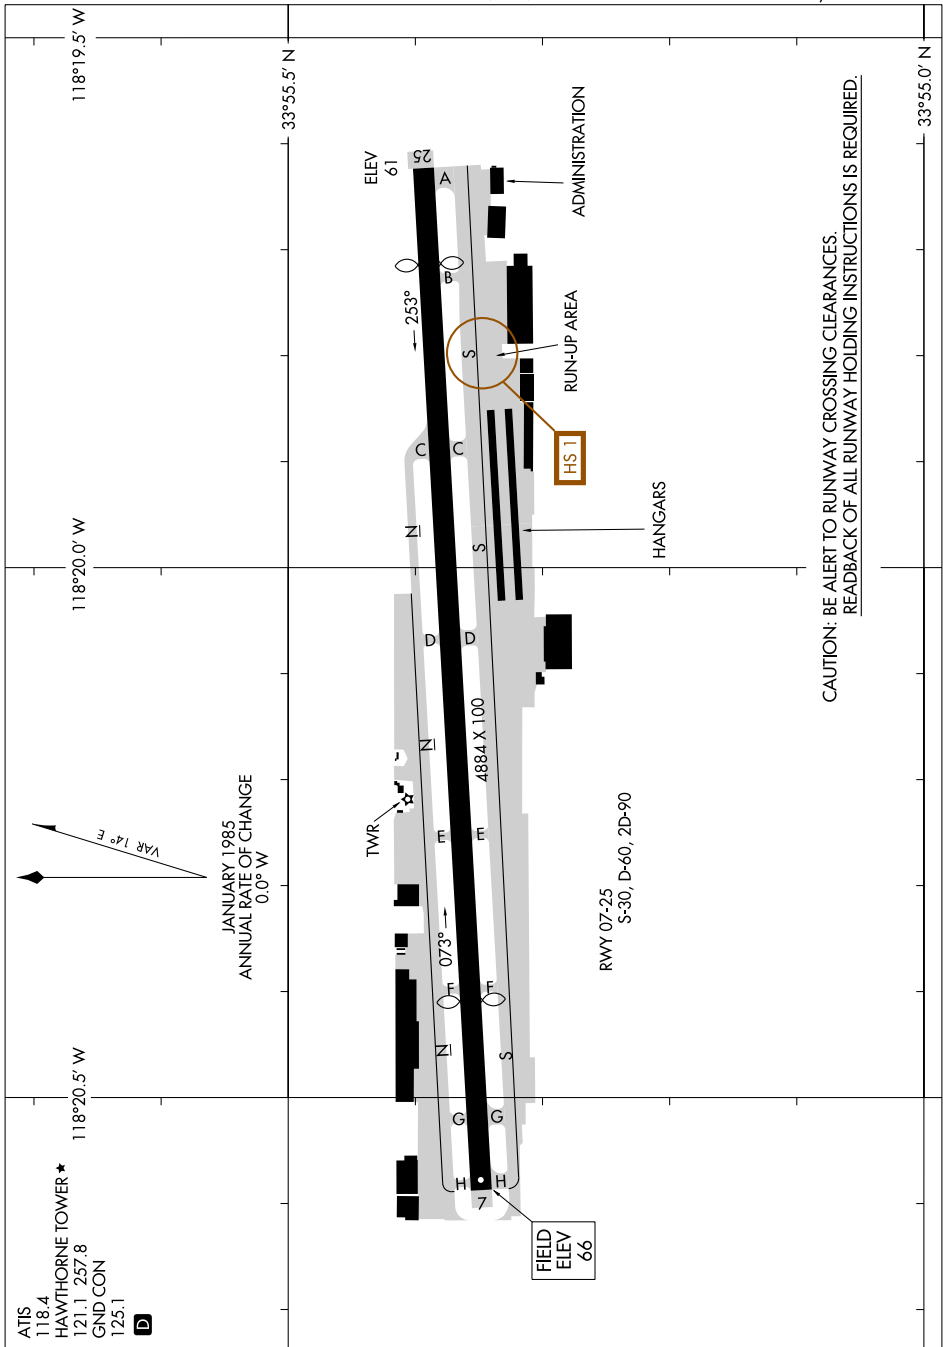 ATIS
118.4
HAWTHORNE TOWER
121.1 257.8
GND CON
125.1
D
118°20.5' W
118°20.0' W
118°19.5' W
33°55.5' N
33°55.0' N
VAR 14° E
JANUARY 1985
ANNUAL RATE OF CHANGE
0.0° W
ELEV
61
25
A
B
253°
S
C
C
N
S
D
D
N
4884 X 100
TWR
E
E
073°
F
F
N
S
G
G
H
H
7
FIELD
ELEV
66
ADMINISTRATION
RUN-UP AREA
HS 1
HANGARS
RWY 07-25
S-30, D-60, 2D-90
CAUTION: BE ALERT TO RUNWAY CROSSING CLEARANCES.
READBACK OF ALL RUNWAY HOLDING INSTRUCTIONS IS REQUIRED.